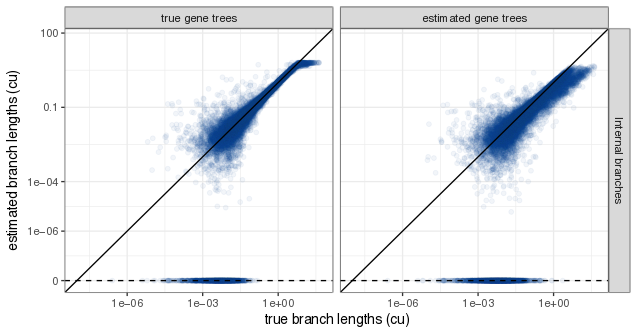 true gene trees
estimated gene trees
Internal branches
estimated branch lengths (cu)
100
0.1
1e−04
1e−06
0
1e−06
1e−03
1e+00
1e−06
1e−03
1e+00
true branch lengths (cu)